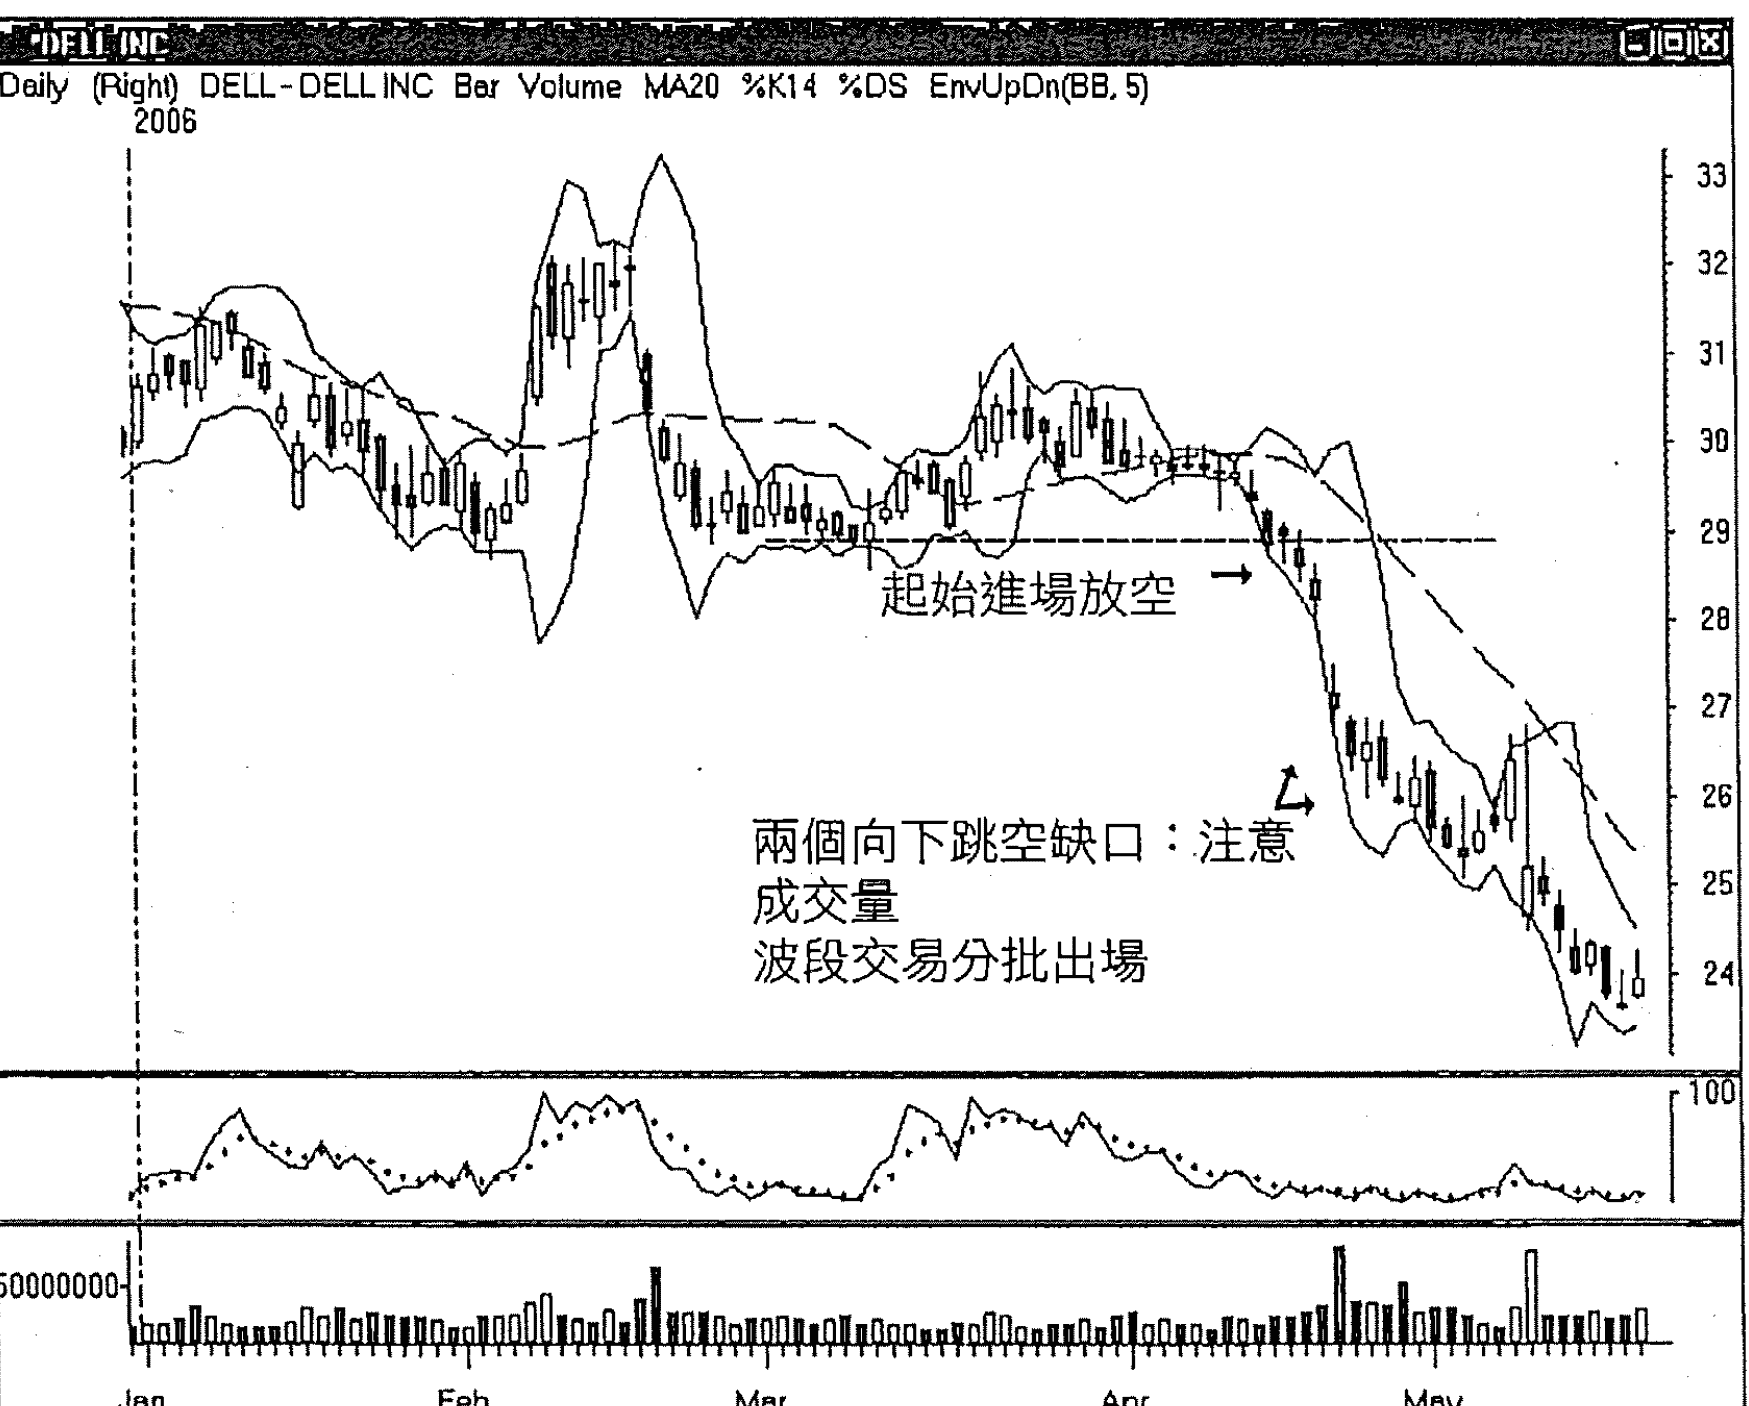 *DELL INC
Daily (Right) DELL-DELL INC Bar Volume MA20 %K14 %DS EnvUpDn(BB, 5)
2006
33
32
31
30
29
起始進場放空
28
27
26
兩個向下跳空缺口：注意
成交量
25
波段交易分批出場
24
100
50000000
Jan Feb Mar Apr May